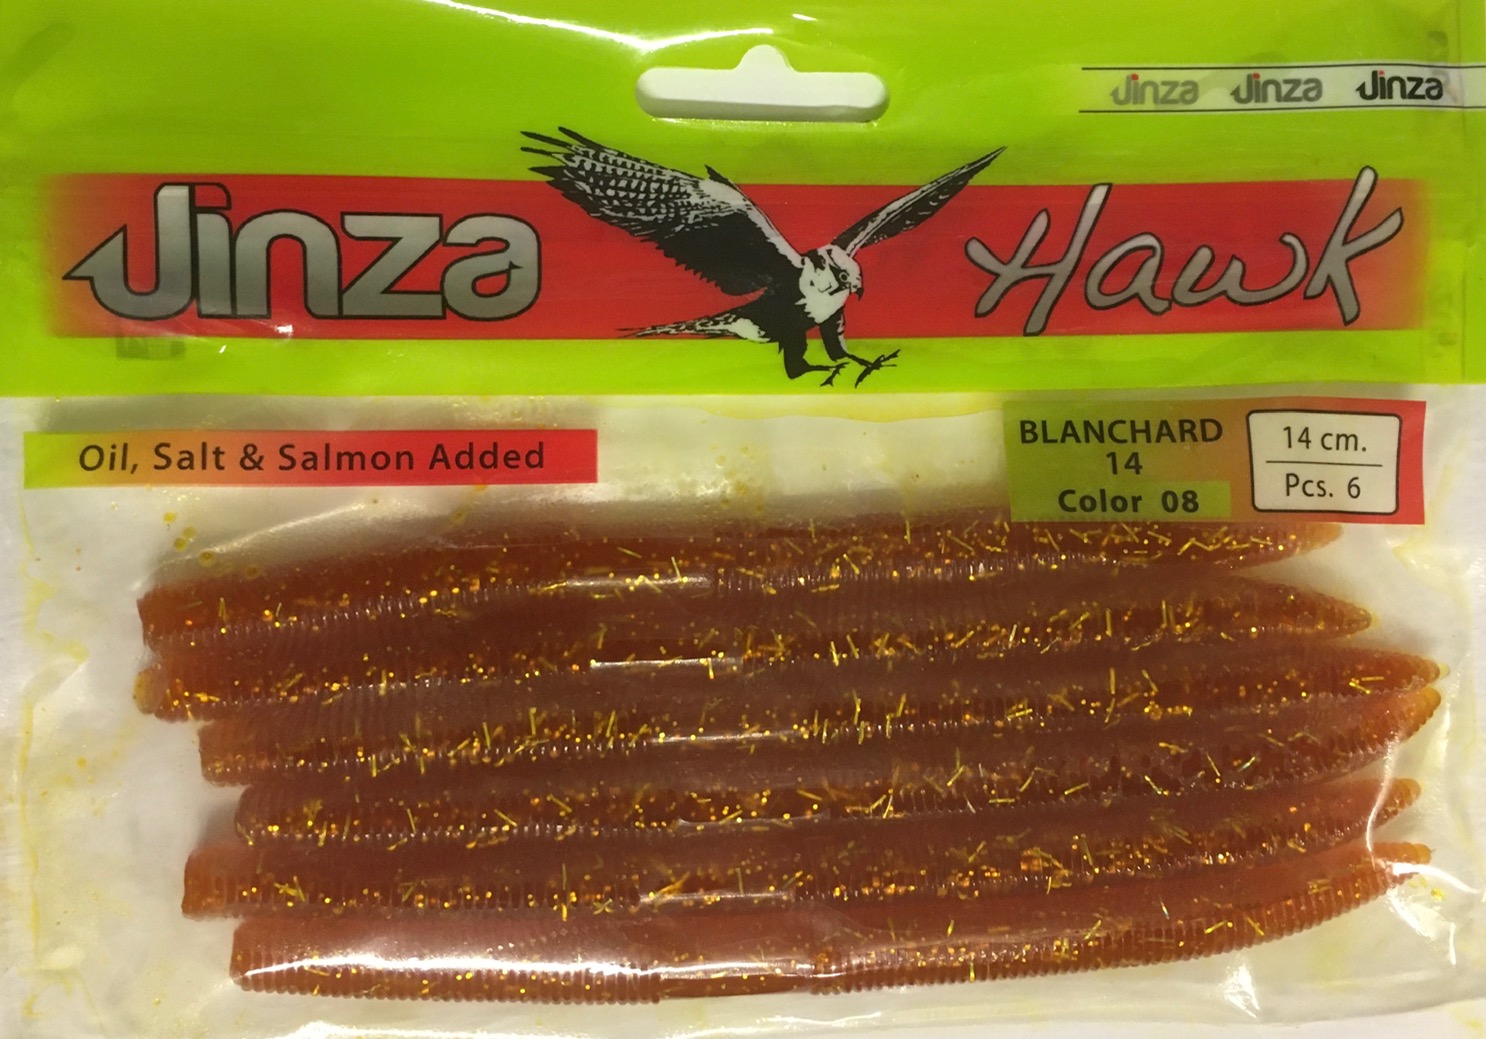 Jinza Jinza Jinza
Jinza Hawk
Oil, Salt & Salmon Added
BLANCHARD
14
Color 08
14 cm.
Pcs. 6